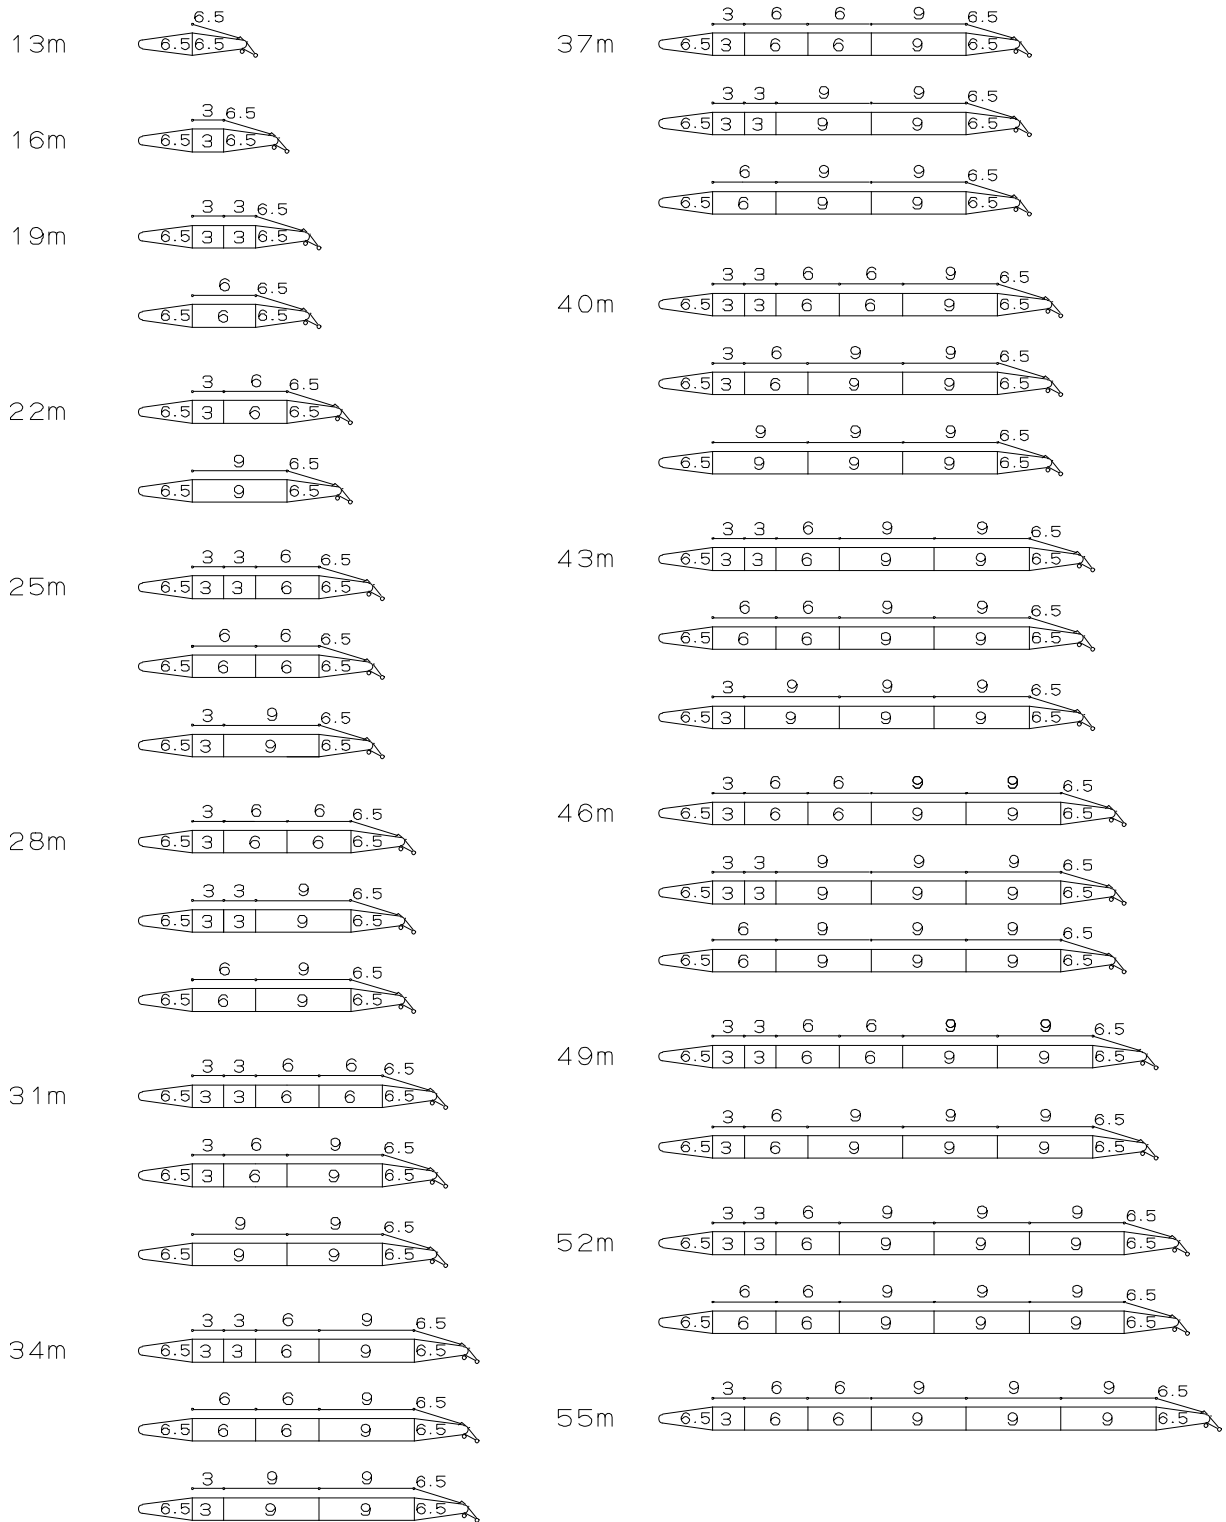 6.5
13m 6.5 6.5
3 6.5
16m 6.5 3 6.5
3 3 6.5
19m 6.5 3 3 6.5
6 6.5
6.5 6 6.5
3 6 6.5
22m 6.5 3 6 6.5
9 6.5
6.5 9 6.5
3 3 6 6.5
25m 6.5 3 3 6 6.5
6 6 6.5
6.5 6 6 6.5
3 9 6.5
6.5 3 9 6.5
3 6 6 6.5
28m 6.5 3 6 6 6.5
3 3 9 6.5
6.5 3 3 9 6.5
6 9 6.5
6.5 6 9 6.5
3 3 6 6 6.5
31m 6.5 3 3 6 6 6.5
3 6 9 6.5
6.5 3 6 9 6.5
9 9 6.5
6.5 9 9 6.5
3 3 6 9 6.5
34m 6.5 3 3 6 9 6.5
6 6 9 6.5
6.5 6 6 9 6.5
3 9 9 6.5
6.5 3 9 9 6.5
3 6 6 9 6.5
37m 6.5 3 6 6 9 6.5
3 3 9 9 6.5
6.5 3 3 9 9 6.5
6 9 9 6.5
6.5 6 9 9 6.5
3 3 6 6 9 6.5
40m 6.5 3 3 6 6 9 6.5
3 6 9 9 6.5
6.5 3 6 9 9 6.5
9 9 9 6.5
6.5 9 9 9 6.5
3 3 6 9 9 6.5
43m 6.5 3 3 6 9 9 6.5
6 6 9 9 6.5
6.5 6 6 9 9 6.5
3 9 9 9 6.5
6.5 3 9 9 9 6.5
3 6 6 9 9 6.5
46m 6.5 3 6 6 9 9 6.5
3 3 9 9 9 6.5
6.5 3 3 9 9 9 6.5
6 9 9 9 6.5
6.5 6 9 9 9 6.5
3 3 6 6 9 9 6.5
49m 6.5 3 3 6 6 9 9 6.5
3 6 9 9 9 6.5
6.5 3 6 9 9 9 6.5
3 3 6 9 9 9 6.5
52m 6.5 3 3 6 9 9 9 6.5
6 6 9 9 9 6.5
6.5 6 6 9 9 9 6.5
3 6 6 9 9 9 6.5
55m 6.5 3 6 6 9 9 9 6.5